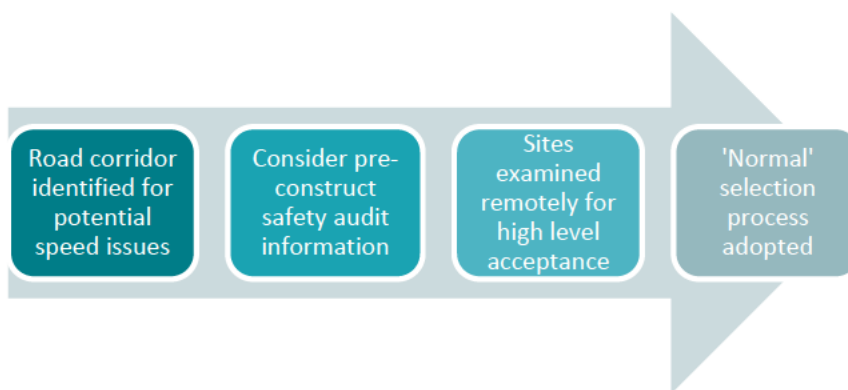 Road corridor
identified for
potential
speed issues
Consider pre-
construct
safety audit
information
Sites
examined
remotely for
high level
acceptance
'Normal'
selection
process
adopted